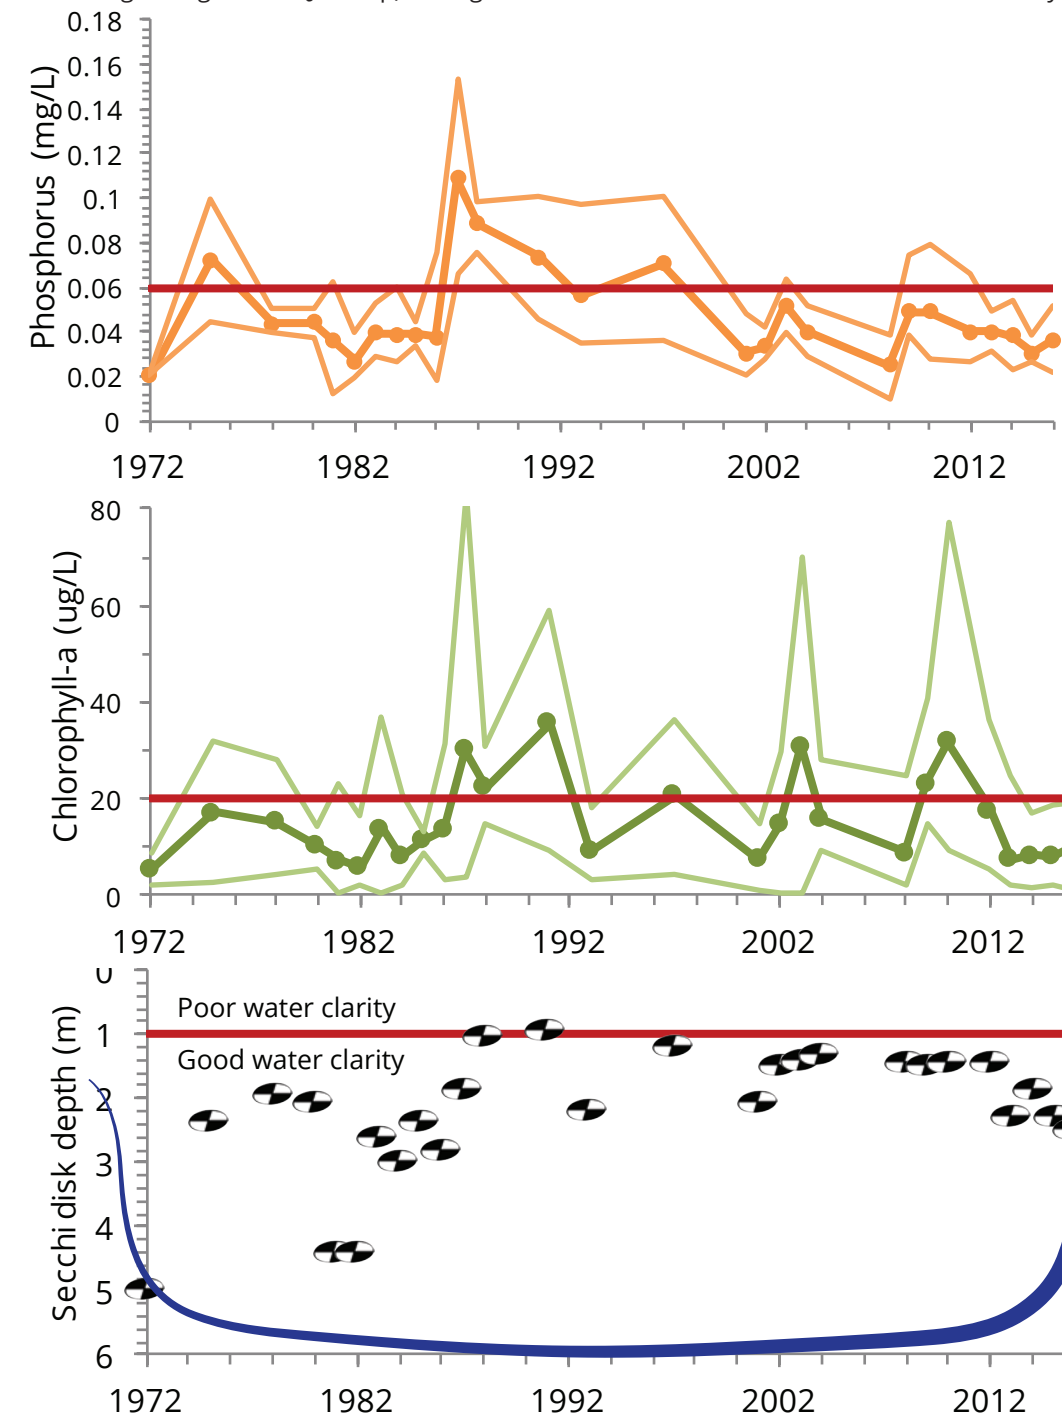 0.18
0.16
0.14
0.12
0.1
0.08
0.06
0.04
0.02
0
Phosphorus (mg/L)
1972 1982 1992 2002 2012
80
60
40
20
0
Chlorophyll-a (ug/L)
1972 1982 1992 2002 2012
0
Poor water clarity
1
Good water clarity
2
3
4
5
6
Secchi disk depth (m)
1972 1982 1992 2002 2012